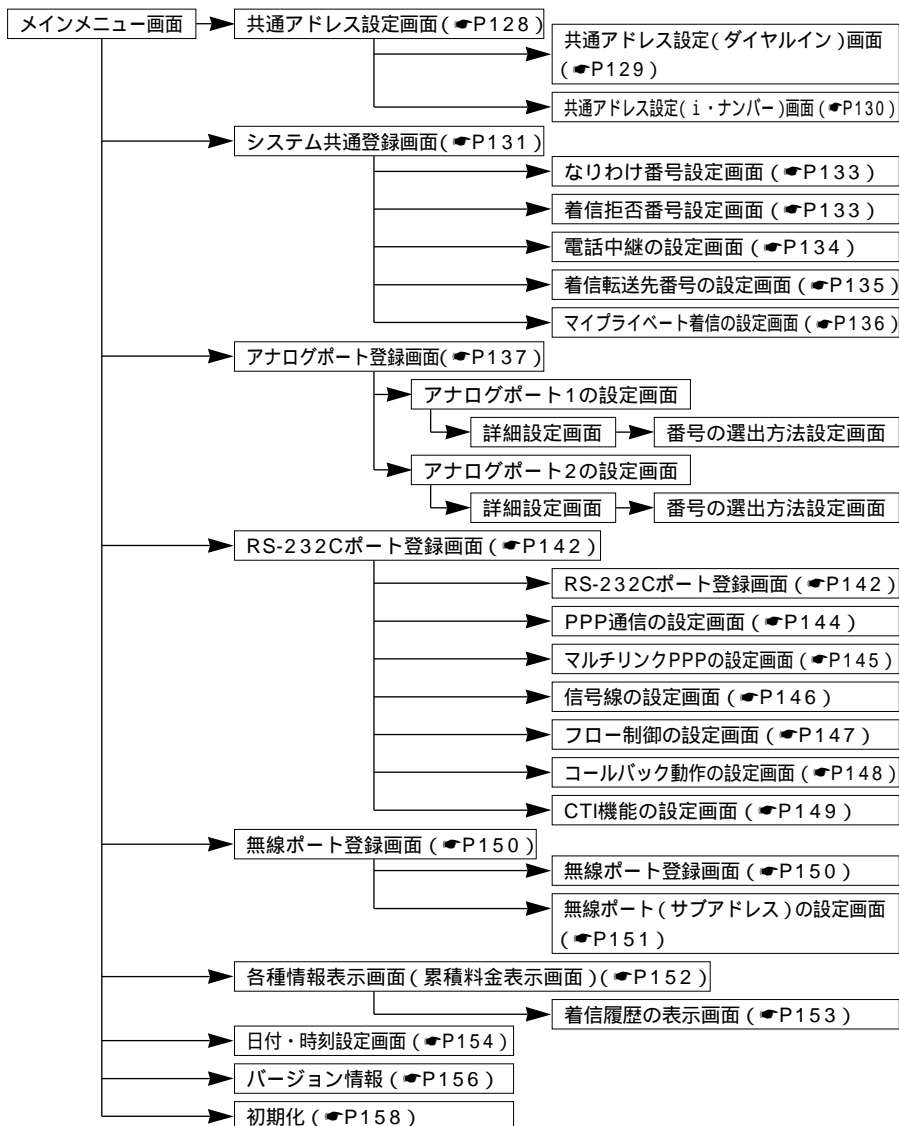 メインメニュー画面
共通アドレス設定画面(☛P128)
共通アドレス設定(ダイヤルイン)画面
(☛P129)
共通アドレス設定(i・ナンバー)画面(☛P130)
システム共通登録画面(☛P131)
なりわけ番号設定画面(☛P133)
着信拒否番号設定画面(☛P133)
電話中継の設定画面(☛P134)
着信転送先番号の設定画面(☛P135)
マイプライベート着信の設定画面(☛P136)
アナログポート登録画面(☛P137)
アナログポート1の設定画面
詳細設定画面
番号の選出方法設定画面
アナログポート2の設定画面
詳細設定画面
番号の選出方法設定画面
RS-232Cポート登録画面(☛P142)
RS-232Cポート登録画面(☛P142)
PPP通信の設定画面(☛P144)
マルチリンクPPPの設定画面(☛P145)
信号線の設定画面(☛P146)
フロー制御の設定画面(☛P147)
コールバック動作の設定画面(☛P148)
CTI機能の設定画面(☛P149)
無線ポート登録画面(☛P150)
無線ポート登録画面(☛P150)
無線ポート(サブアドレス)の設定画面
(☛P151)
各種情報表示画面(累積料金表示画面)(☛P152)
着信履歴の表示画面(☛P153)
日付・時刻設定画面(☛P154)
バージョン情報(☛P156)
初期化(☛P158)